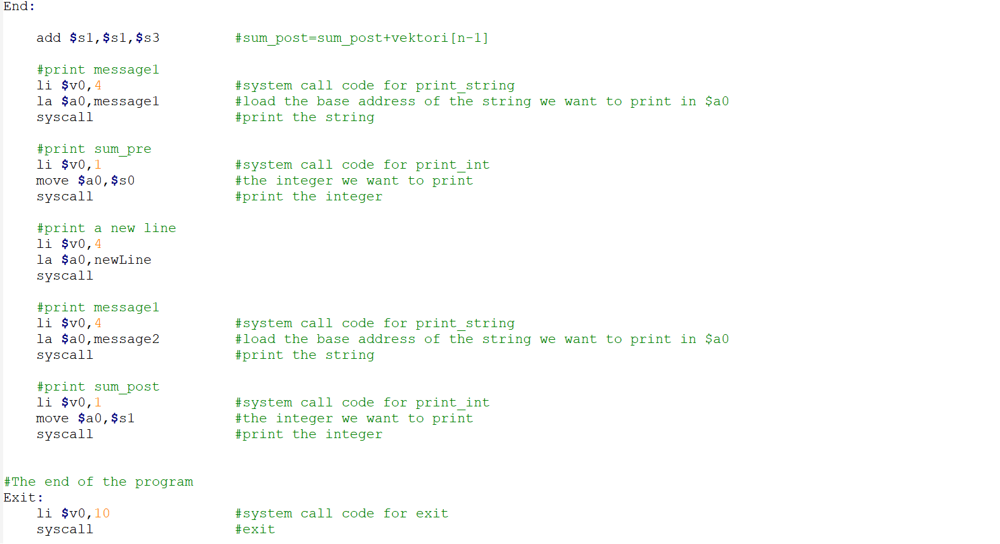 End:
add $s1,$s1,$s3 #sum_post=sum_post+vektori[n-1]
#print message1
li $v0,4 #system call code for print_string
la $a0,message1 #load the base address of the string we want to print in $a0
syscall #print the string
#print sum_pre
li $v0,1 #system call code for print_int
move $a0,$s0 #the integer we want to print
syscall #print the integer
#print a new line
li $v0,4
la $a0,newLine
syscall
#print message1
li $v0,4 #system call code for print_string
la $a0,message2 #load the base address of the string we want to print in $a0
syscall #print the string
#print sum_post
li $v0,1 #system call code for print_int
move $a0,$s1 #the integer we want to print
syscall #print the integer
#The end of the program
Exit:
li $v0,10 #system call code for exit
syscall #exit